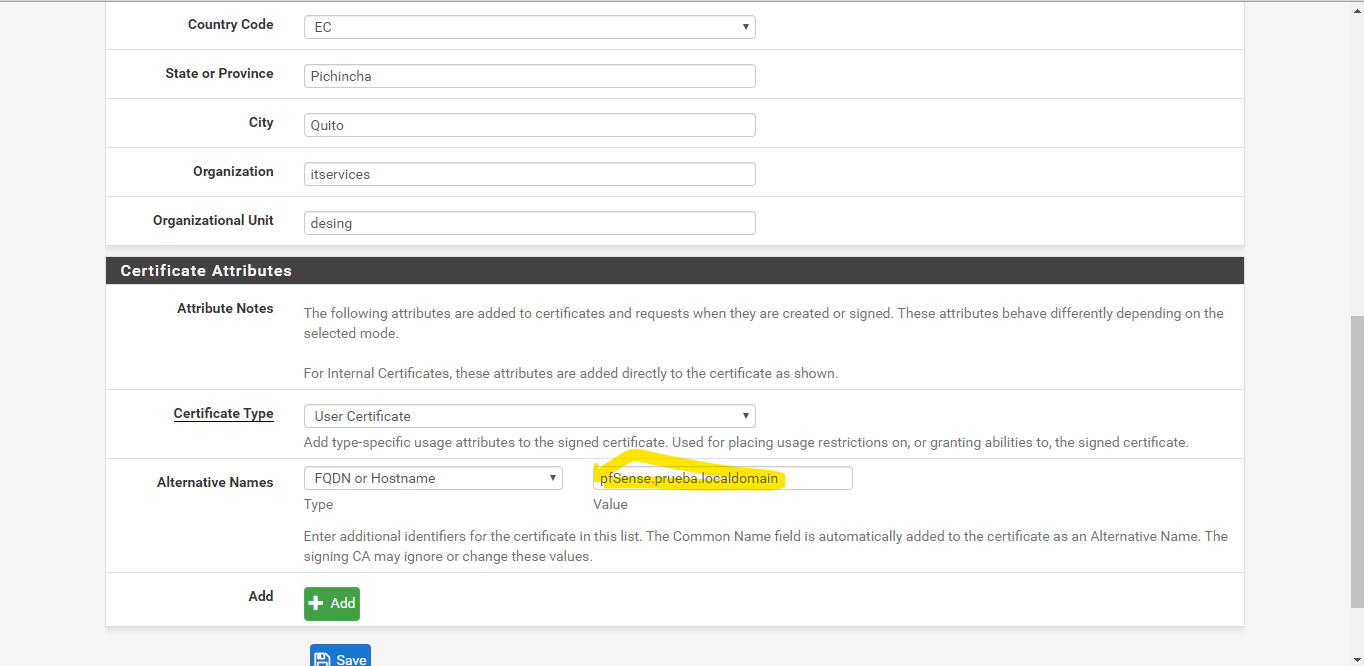 Country Code EC
State or Province Pichincha
City Quito
Organization itservices
Organizational Unit desing
Certificate Attributes
Attribute Notes The following attributes are added to certificates and requests when they are created or signed. These attributes behave differently depending on the
selected mode.
For Internal Certificates, these attributes are added directly to the certificate as shown.
Certificate Type User Certificate
Add type-specific usage attributes to the signed certificate. Used for placing usage restrictions on, or granting abilities to, the signed certificate.
Alternative Names FQDN or Hostname pfSense.prueba.localdomain
Type Value
Enter additional identifiers for the certificate in this list. The Common Name field is automatically added to the certificate as an Alternative Name. The
signing CA may ignore or change these values.
Add Add
Save